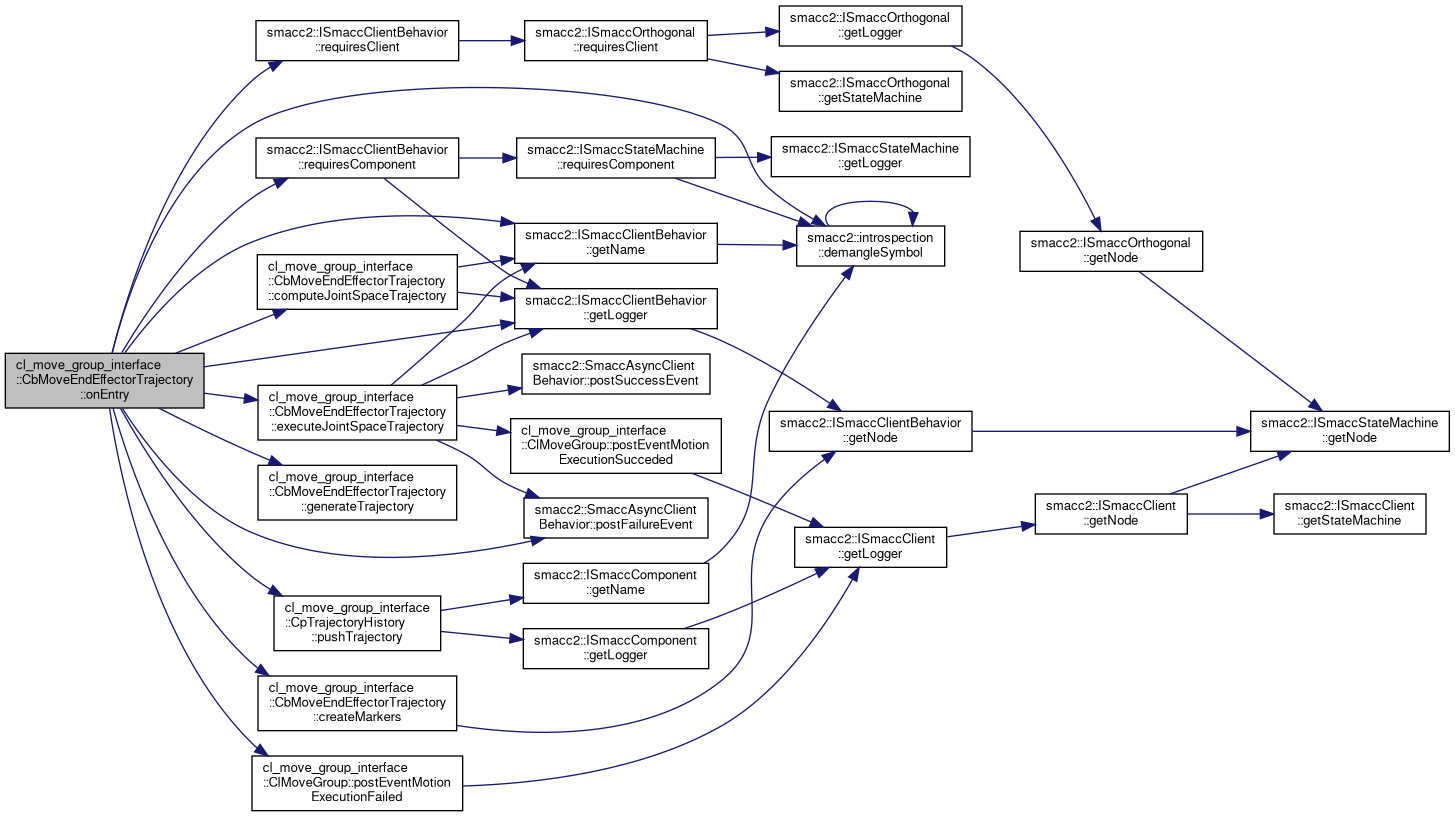 cl_move_group_interface
::CbMoveEndEffectorTrajectory
::onEntry
smacc2::ISmaccClientBehavior
::requiresClient
smacc2::ISmaccClientBehavior
::requiresComponent
cl_move_group_interface
::CbMoveEndEffectorTrajectory
::computeJointSpaceTrajectory
cl_move_group_interface
::CbMoveEndEffectorTrajectory
::executeJointSpaceTrajectory
cl_move_group_interface
::CbMoveEndEffectorTrajectory
::generateTrajectory
cl_move_group_interface
::CpTrajectoryHistory
::pushTrajectory
cl_move_group_interface
::CbMoveEndEffectorTrajectory
::createMarkers
cl_move_group_interface
::ClMoveGroup::postEventMotion
ExecutionFailed
smacc2::ISmaccOrthogonal
::requiresClient
smacc2::ISmaccStateMachine
::requiresComponent
smacc2::ISmaccClientBehavior
::getName
smacc2::ISmaccClientBehavior
::getLogger
smacc2::SmaccAsyncClient
Behavior::postSuccessEvent
cl_move_group_interface
::ClMoveGroup::postEventMotion
ExecutionSucceded
smacc2::SmaccAsyncClient
Behavior::postFailureEvent
smacc2::ISmaccComponent
::getName
smacc2::ISmaccComponent
::getLogger
smacc2::ISmaccOrthogonal
::getLogger
smacc2::ISmaccOrthogonal
::getStateMachine
smacc2::ISmaccStateMachine
::getLogger
smacc2::introspection
::demangleSymbol
smacc2::ISmaccClientBehavior
::getNode
smacc2::ISmaccClient
::getLogger
smacc2::ISmaccOrthogonal
::getNode
smacc2::ISmaccClient
::getNode
smacc2::ISmaccStateMachine
::getNode
smacc2::ISmaccClient
::getStateMachine